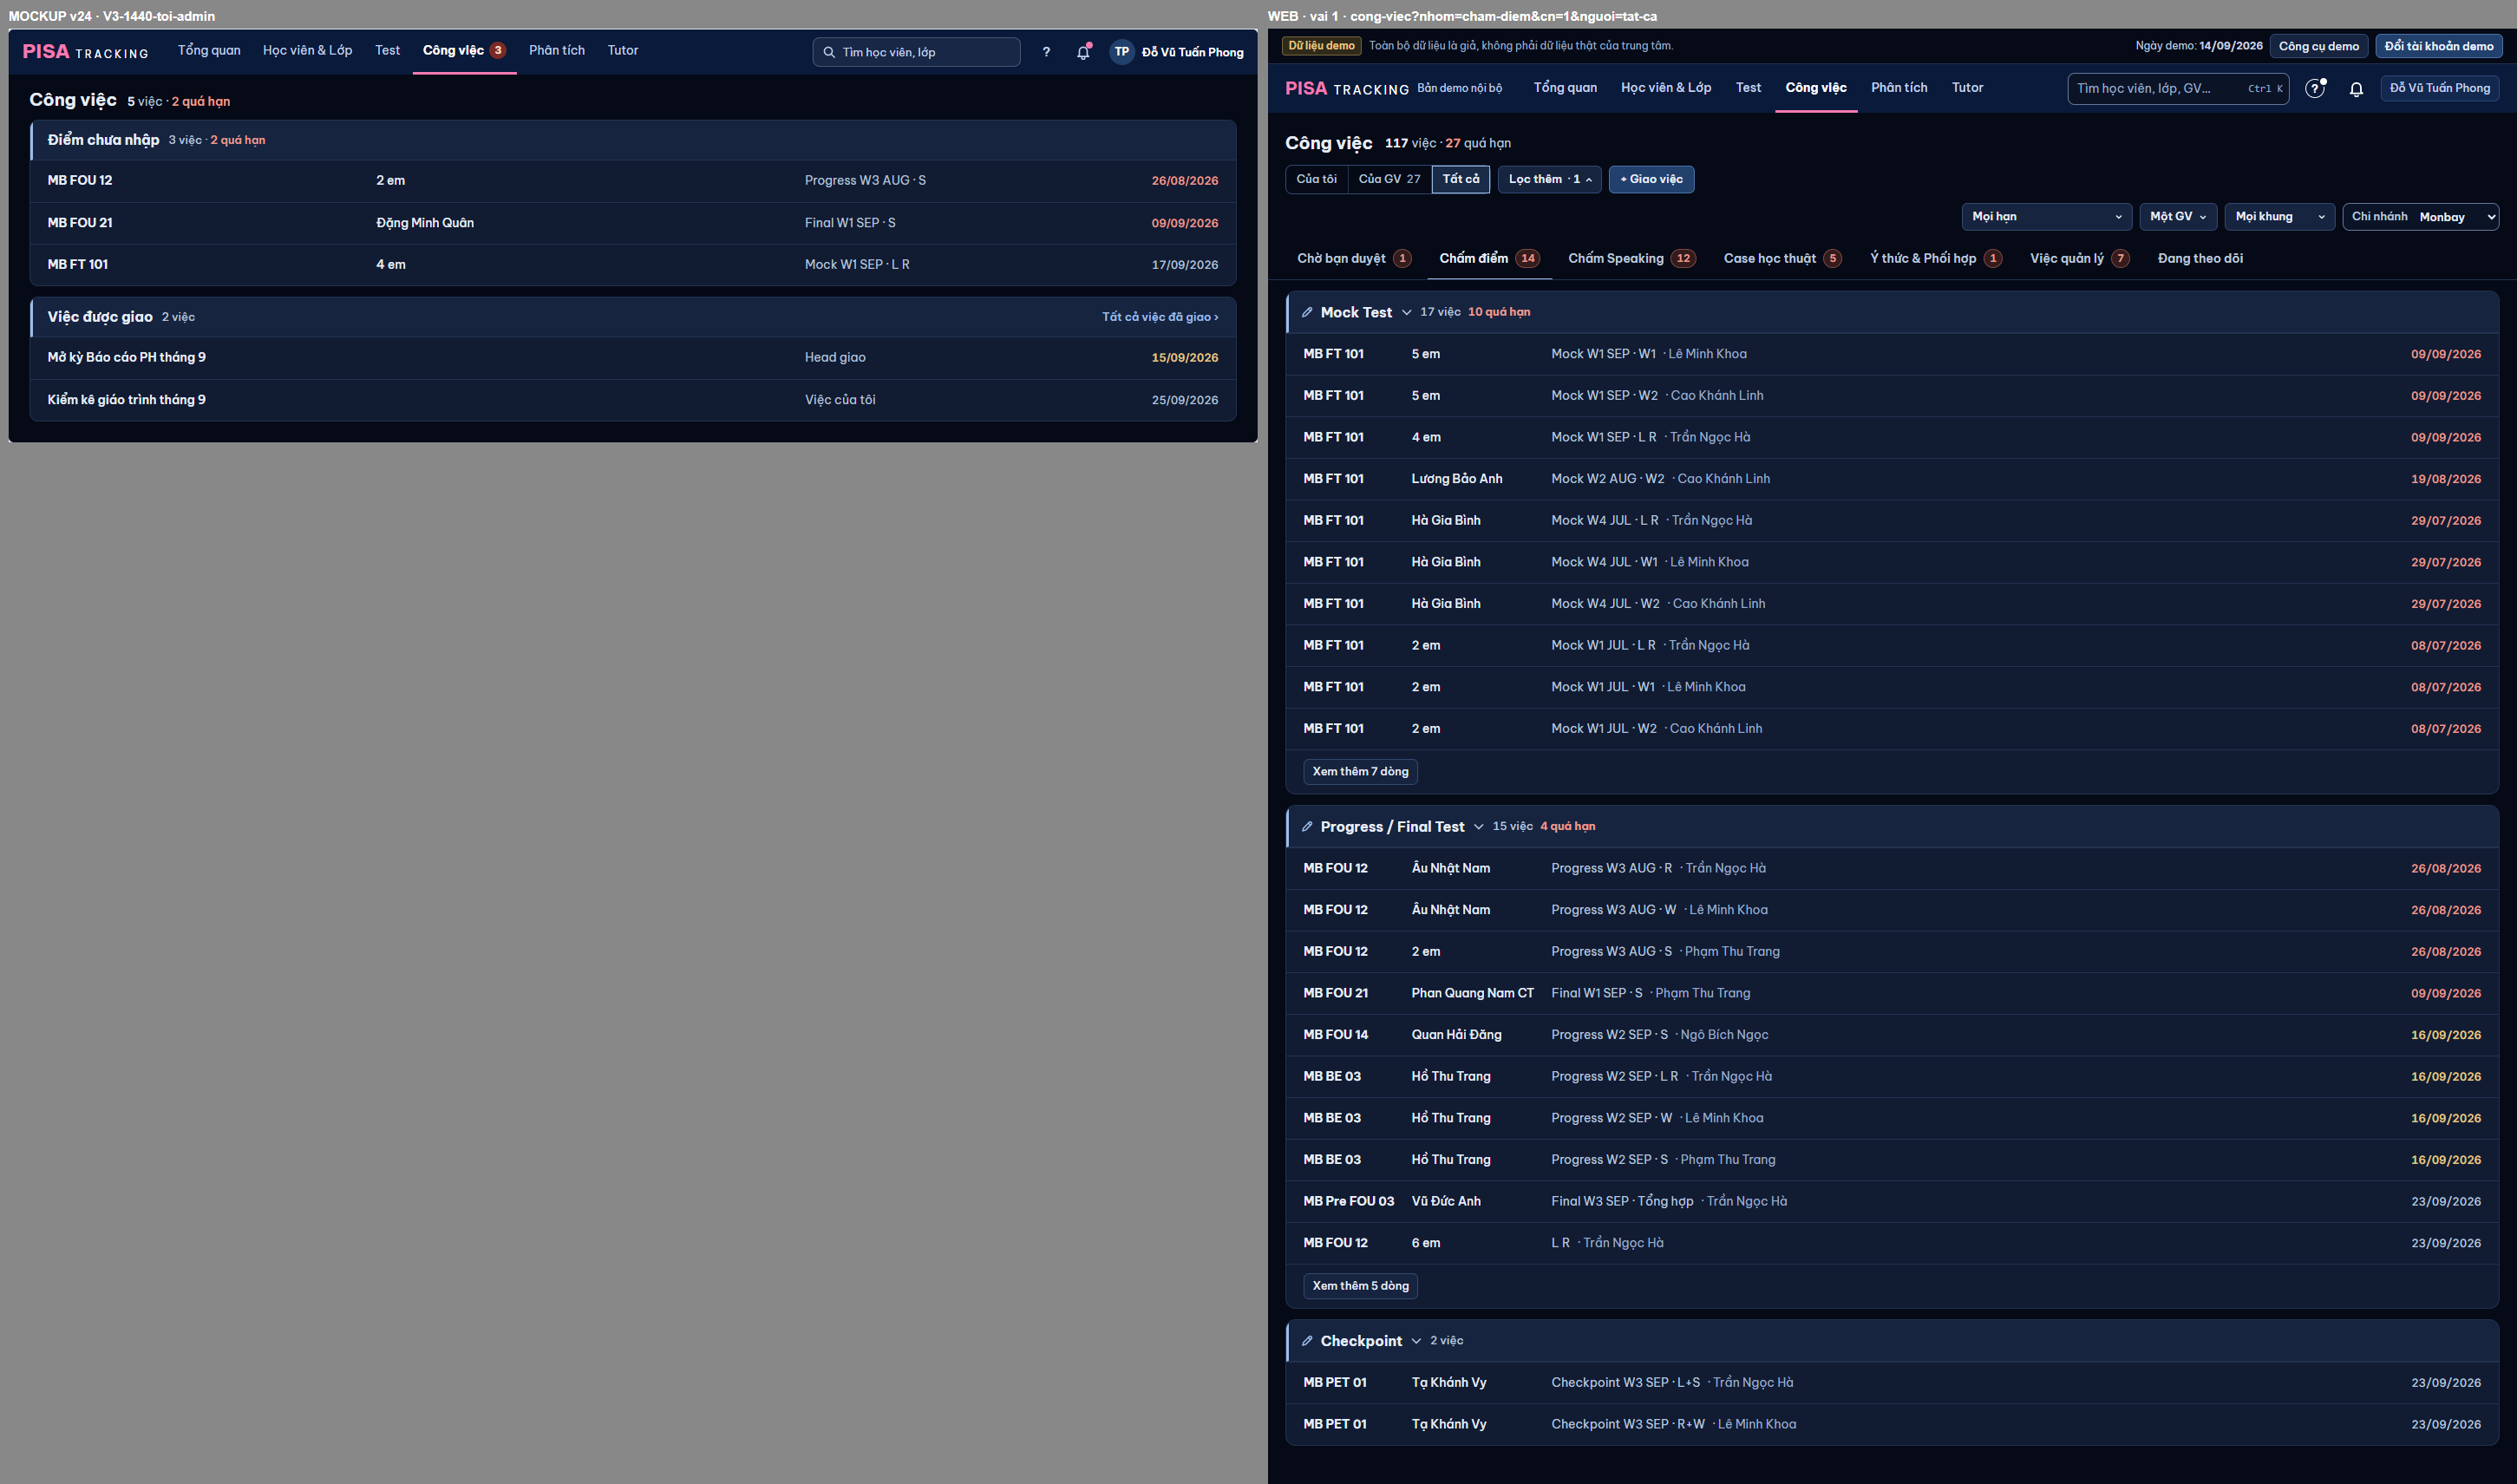 MOCKUP v24 · V3-1440-toi-admin
PISA TRACKING Tổng quan Học viên & Lớp Test Công việc 3 Phân tích Tutor Tìm học viên, lớp ? TP Đỗ Vũ Tuấn Phong
Công việc 5 việc · 2 quá hạn
Điểm chưa nhập 3 việc · 2 quá hạn
MB FOU 12 2 em Progress W3 AUG · S 26/08/2026
MB FOU 21 Đặng Minh Quân Final W1 SEP · S 09/09/2026
MB FT 101 4 em Mock W1 SEP · L R 17/09/2026
Việc được giao 2 việc Tất cả việc đã giao ›
Mở kỳ Báo cáo PH tháng 9 Head giao 15/09/2026
Kiểm kê giáo trình tháng 9 Việc của tôi 25/09/2026
WEB · vai 1 · cong-viec?nhom=cham-diem&cn=1&nguoi=tat-ca
Dữ liệu demo Toàn bộ dữ liệu là giả, không phải dữ liệu thật của trung tâm. Ngày demo: 14/09/2026 Công cụ demo Đổi tài khoản demo
PISA TRACKING Bản demo nội bộ Tổng quan Học viên & Lớp Test Công việc Phân tích Tutor Tìm học viên, lớp, GV... Ctrl K ? Đỗ Vũ Tuấn Phong
Công việc 117 việc · 27 quá hạn
Của tôi Của GV 27 Tất cả Lọc thêm · 1 + Giao việc
Mọi hạn Một GV Mọi khung Chi nhánh Monbay
Chờ bạn duyệt 1 Chấm điểm 14 Chấm Speaking 12 Case học thuật 5 Ý thức & Phối hợp 1 Việc quản lý 7 Đang theo dõi
Mock Test 17 việc 10 quá hạn
MB FT 101 5 em Mock W1 SEP · W1 · Lê Minh Khoa 09/09/2026
MB FT 101 5 em Mock W1 SEP · W2 · Cao Khánh Linh 09/09/2026
MB FT 101 4 em Mock W1 SEP · L R · Trần Ngọc Hà 09/09/2026
MB FT 101 Lương Bảo Anh Mock W2 AUG · W2 · Cao Khánh Linh 19/08/2026
MB FT 101 Hà Gia Bình Mock W4 JUL · L R · Trần Ngọc Hà 29/07/2026
MB FT 101 Hà Gia Bình Mock W4 JUL · W1 · Lê Minh Khoa 29/07/2026
MB FT 101 Hà Gia Bình Mock W4 JUL · W2 · Cao Khánh Linh 29/07/2026
MB FT 101 2 em Mock W1 JUL · L R · Trần Ngọc Hà 08/07/2026
MB FT 101 2 em Mock W1 JUL · W1 · Lê Minh Khoa 08/07/2026
MB FT 101 2 em Mock W1 JUL · W2 · Cao Khánh Linh 08/07/2026
Xem thêm 7 dòng
Progress / Final Test 15 việc 4 quá hạn
MB FOU 12 Âu Nhật Nam Progress W3 AUG · R · Trần Ngọc Hà 26/08/2026
MB FOU 12 Âu Nhật Nam Progress W3 AUG · W · Lê Minh Khoa 26/08/2026
MB FOU 12 2 em Progress W3 AUG · S · Phạm Thu Trang 26/08/2026
MB FOU 21 Phan Quang Nam CT Final W1 SEP · S · Phạm Thu Trang 09/09/2026
MB FOU 14 Quan Hải Đăng Progress W2 SEP · S · Ngô Bích Ngọc 16/09/2026
MB BE 03 Hồ Thu Trang Progress W2 SEP · L R · Trần Ngọc Hà 16/09/2026
MB BE 03 Hồ Thu Trang Progress W2 SEP · W · Lê Minh Khoa 16/09/2026
MB BE 03 Hồ Thu Trang Progress W2 SEP · S · Phạm Thu Trang 16/09/2026
MB Pre FOU 03 Vũ Đức Anh Final W3 SEP · Tổng hợp · Trần Ngọc Hà 23/09/2026
MB FOU 12 6 em L R · Trần Ngọc Hà 23/09/2026
Xem thêm 5 dòng
Checkpoint 2 việc
MB PET 01 Tạ Khánh Vy Checkpoint W3 SEP · L+S · Trần Ngọc Hà 23/09/2026
MB PET 01 Tạ Khánh Vy Checkpoint W3 SEP · R+W · Lê Minh Khoa 23/09/2026